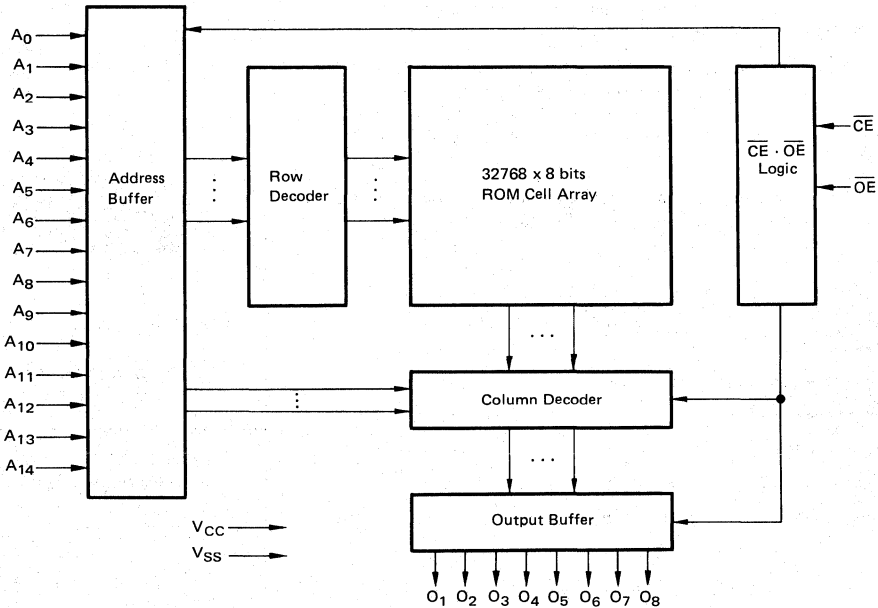 A0
A1
A2
A3
A4
A5
A6
A7
A8
A9
A10
A11
A12
A13
A14
Address
Buffer
Row
Decoder
32768 x 8 bits
ROM Cell Array
CE · OE
Logic
CE
OE
Column Decoder
Output Buffer
VCC
VSS
O1 O2 O3 O4 O5 O6 O7 O8